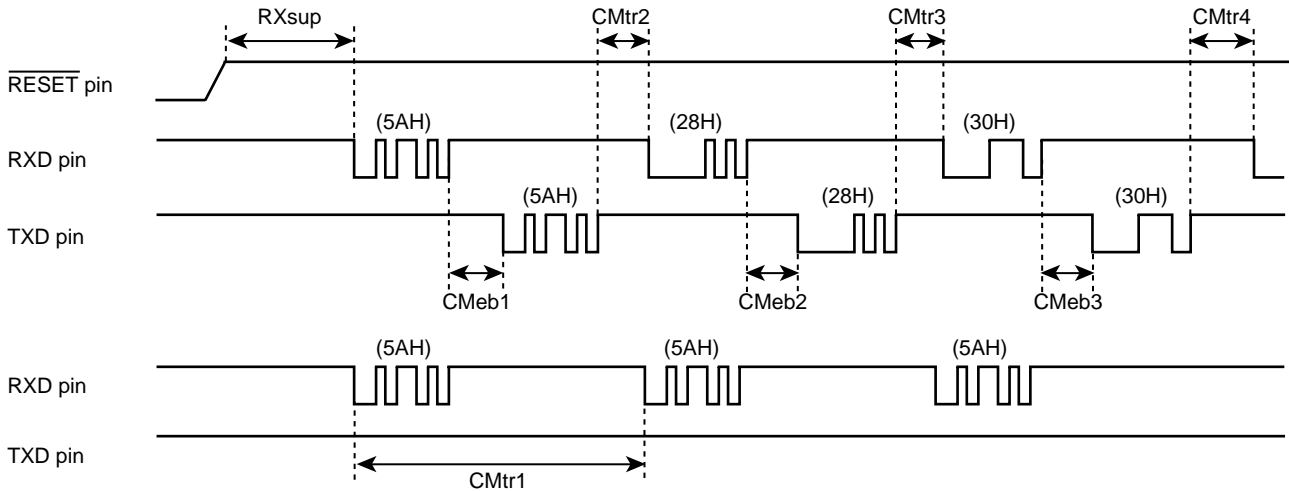 RXsup CMtr2 CMtr3 CMtr4
RESET pin
(5AH) (28H) (30H)
RXD pin
(5AH) (28H) (30H)
TXD pin
CMeb1 CMeb2 CMeb3
(5AH) (5AH) (5AH)
RXD pin
TXD pin
CMtr1